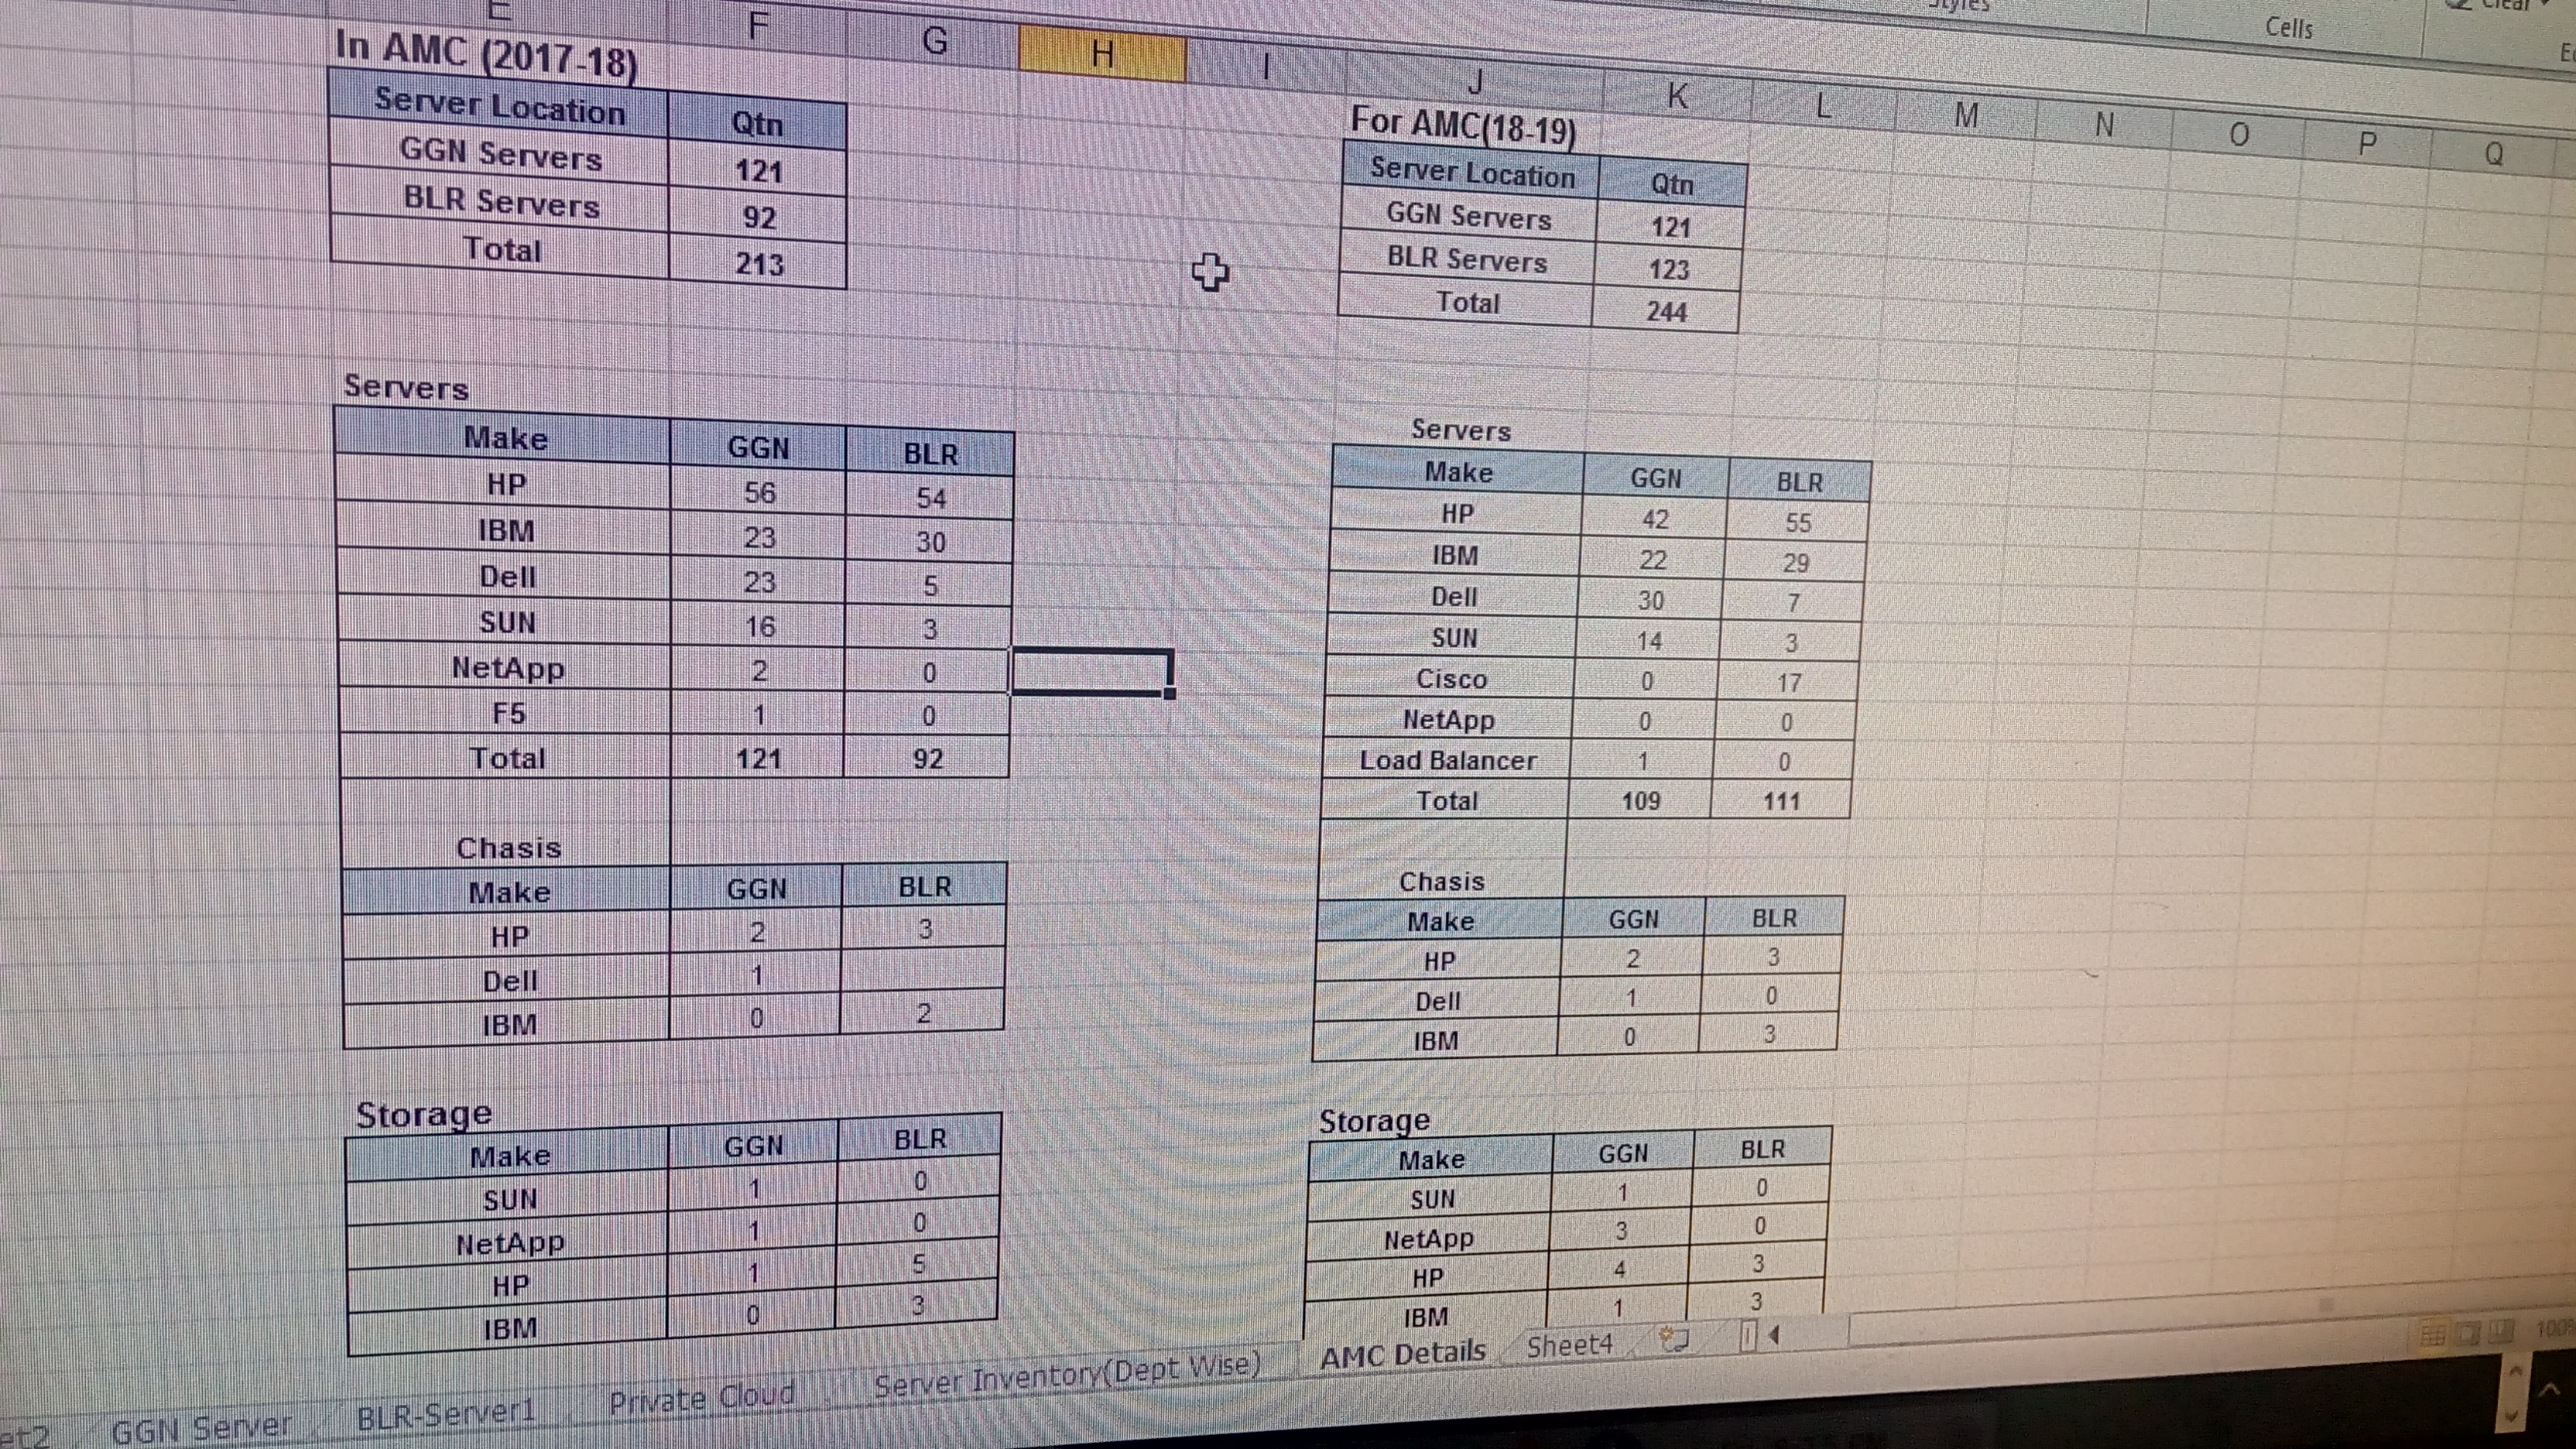 Styles
Cells
Clear
E F G H I J K L M N O P Q
In AMC (2017-18)
Server Location Qtn
GGN Servers 121
BLR Servers 92
Total 213
For AMC(18-19)
Server Location Qtn
GGN Servers 121
BLR Servers 123
Total 244
Servers
Make GGN BLR
HP 56 54
IBM 23 30
Dell 23 5
SUN 16 3
NetApp 2 0
F5 1 0
Total 121 92
Servers
Make GGN BLR
HP 42 55
IBM 22 29
Dell 30 7
SUN 14 3
Cisco 0 17
NetApp 0 0
Load Balancer 1 0
Total 109 111
Chasis
Make GGN BLR
HP 2 3
Dell 1
IBM 0 2
Chasis
Make GGN BLR
HP 2 3
Dell 1 0
IBM 0 3
Storage
Make GGN BLR
SUN 1 0
NetApp 1 0
HP 1 5
IBM 0 3
Storage
Make GGN BLR
SUN 1 0
NetApp 3 0
HP 4 3
IBM 1 3
et2 GGN Server BLR-Server1 Private Cloud Server Inventory(Dept Wise) AMC Details Sheet4